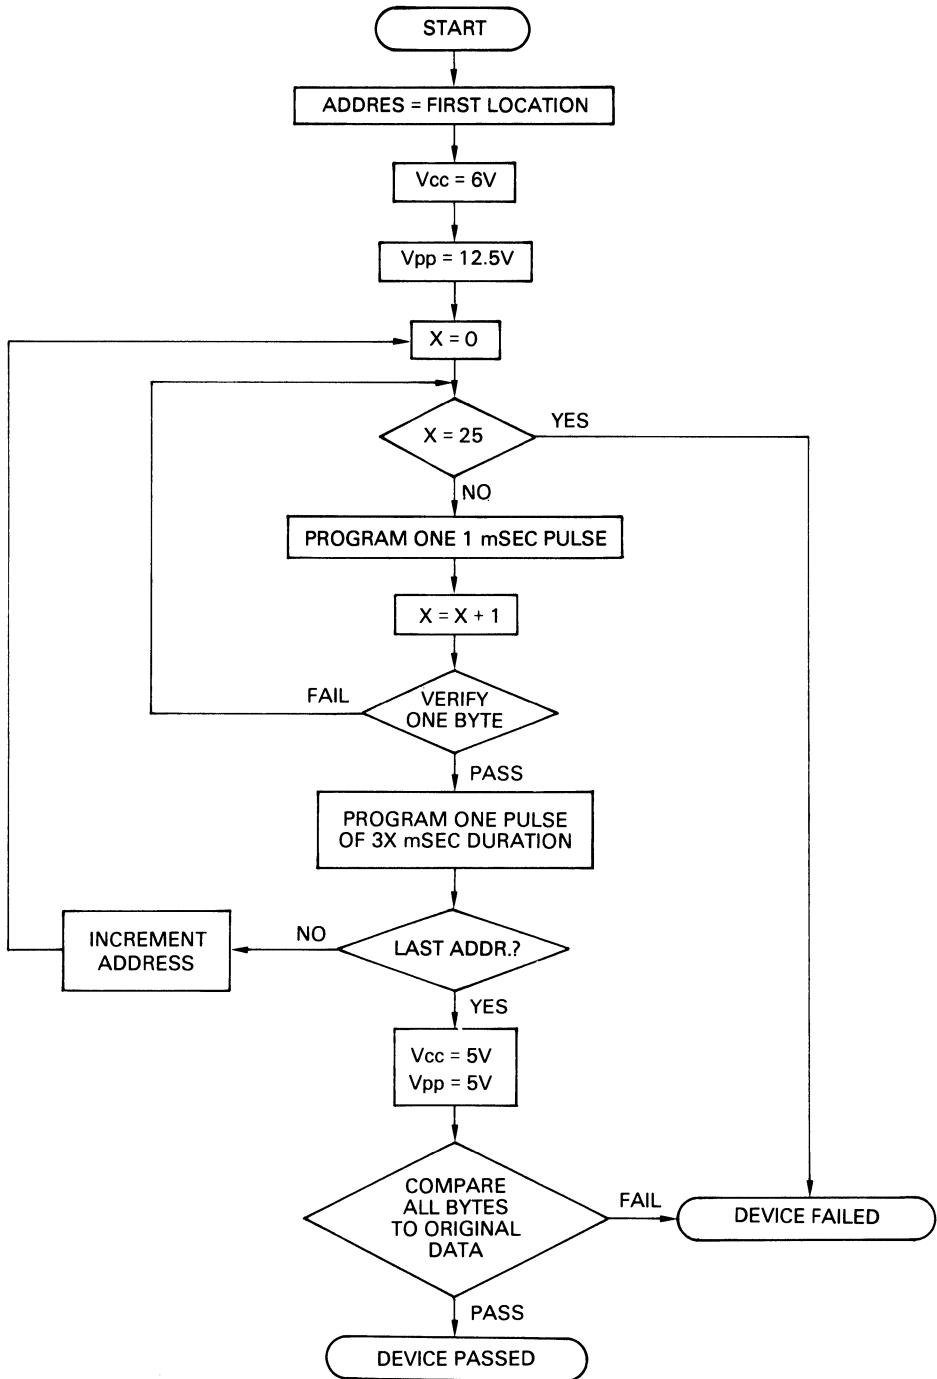 START
ADDRES = FIRST LOCATION
Vcc = 6V
Vpp = 12.5V
X = 0
X = 25
YES
NO
PROGRAM ONE 1 mSEC PULSE
X = X + 1
FAIL
VERIFY
ONE BYTE
PASS
PROGRAM ONE PULSE
OF 3X mSEC DURATION
INCREMENT
ADDRESS
NO
LAST ADDR.?
YES
Vcc = 5V
Vpp = 5V
COMPARE
ALL BYTES
TO ORIGINAL
DATA
FAIL
DEVICE FAILED
PASS
DEVICE PASSED